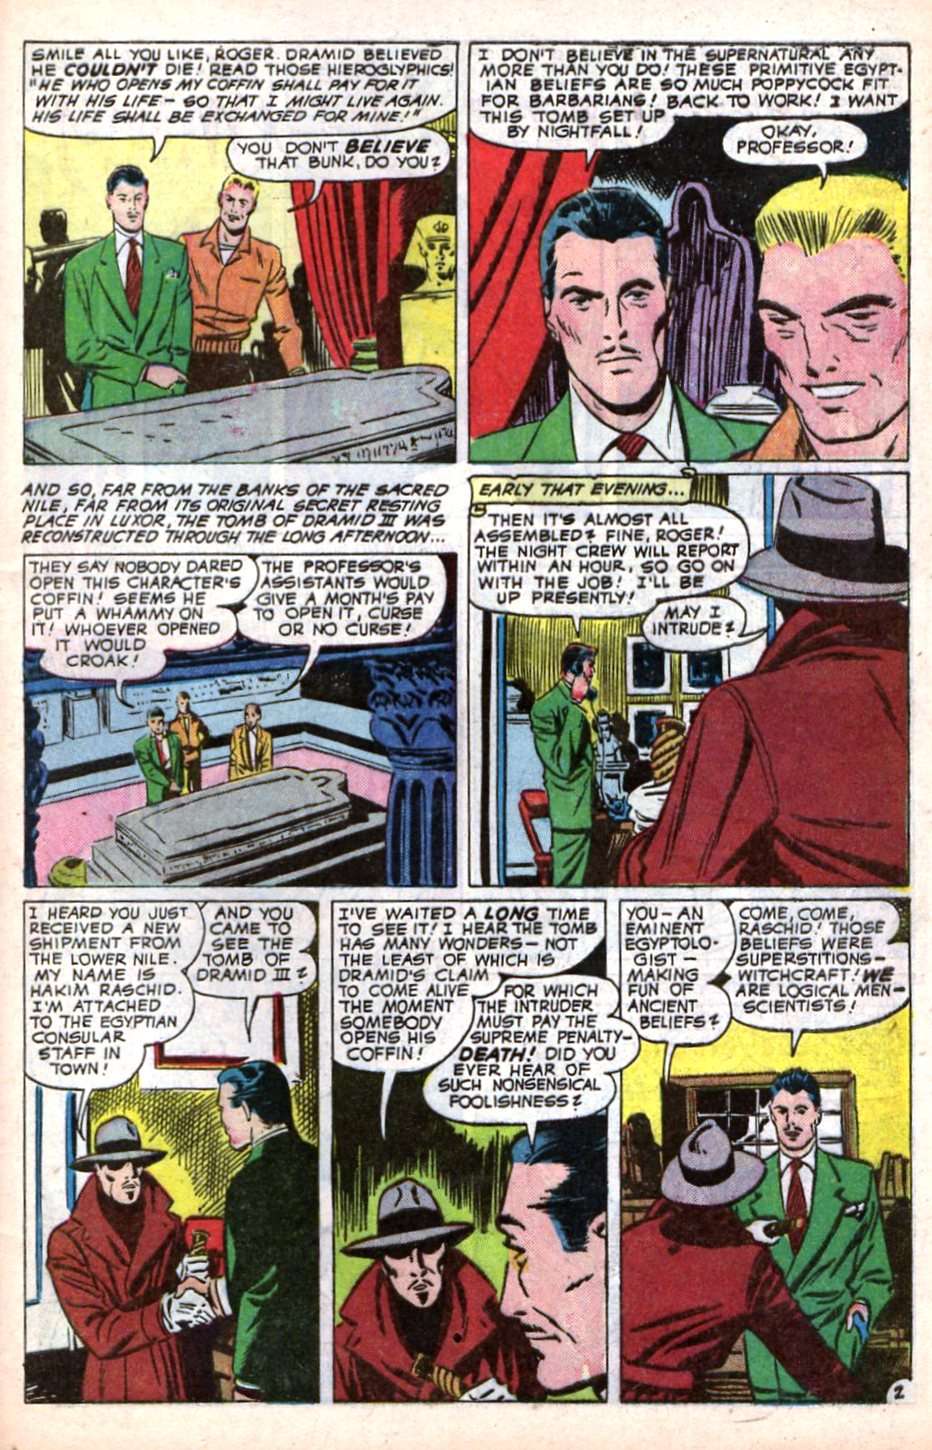 SMILE ALL YOU LIKE, ROGER. DRAMID BELIEVED
HE COULDN'T DIE! READ THOSE HIEROGLYPHICS!
"HE WHO OPENS MY COFFIN SHALL PAY FOR IT
WITH HIS LIFE - SO THAT I MIGHT LIVE AGAIN.
HIS LIFE SHALL BE EXCHANGED FOR MINE!"
YOU DON'T BELIEVE
THAT BUNK, DO YOU?
I DON'T BELIEVE IN THE SUPERNATURAL ANY
MORE THAN YOU DO! THESE PRIMITIVE EGYPT-
IAN BELIEFS ARE SO MUCH POPPYCOCK FIT
FOR BARBARIANS! BACK TO WORK! I WANT
THIS TOMB SET UP
BY NIGHTFALL!
OKAY,
PROFESSOR!
AND SO, FAR FROM THE BANKS OF THE SACRED
NILE, FAR FROM ITS ORIGINAL SECRET RESTING
PLACE IN LUXOR, THE TOMB OF DRAMID III WAS
RECONSTRUCTED THROUGH THE LONG AFTERNOON...
THEY SAY NOBODY DARED
OPEN THIS CHARACTER'S
COFFIN! SEEMS HE
PUT A WHAMMY ON
IT! WHOEVER OPENED
IT WOULD
CROAK!
THE PROFESSOR'S
ASSISTANTS WOULD
GIVE A MONTH'S PAY
TO OPEN IT, CURSE
OR NO CURSE!
EARLY THAT EVENING...
THEN IT'S ALMOST ALL
ASSEMBLED? FINE, ROGER!
THE NIGHT CREW WILL REPORT
WITHIN AN HOUR, SO GO ON
WITH THE JOB! I'LL BE
UP PRESENTLY!
MAY I
INTRUDE?
I HEARD YOU JUST
RECEIVED A NEW
SHIPMENT FROM
THE LOWER NILE.
MY NAME IS
HAKIM RASCHID.
I'M ATTACHED
TO THE EGYPTIAN
CONSULAR
STAFF IN
TOWN!
AND YOU
CAME TO
SEE THE
TOMB OF
DRAMID III?
I'VE WAITED A LONG TIME
TO SEE IT! I HEAR THE TOMB
HAS MANY WONDERS - NOT
THE LEAST OF WHICH IS
DRAMID'S CLAIM
TO COME ALIVE
THE MOMENT
SOMEBODY
OPENS HIS
COFFIN!
FOR WHICH
THE INTRUDER
MUST PAY THE
SUPREME PENALTY-
DEATH! DID YOU
EVER HEAR OF
SUCH NONSENSICAL
FOOLISHNESS?
YOU - AN
EMINENT
EGYPTOLO-
GIST -
MAKING
FUN OF
ANCIENT
BELIEFS?
COME, COME,
RASCHID! THOSE
BELIEFS WERE
SUPERSTITIONS-
WITCHCRAFT! WE
ARE LOGICAL MEN-
SCIENTISTS!
2